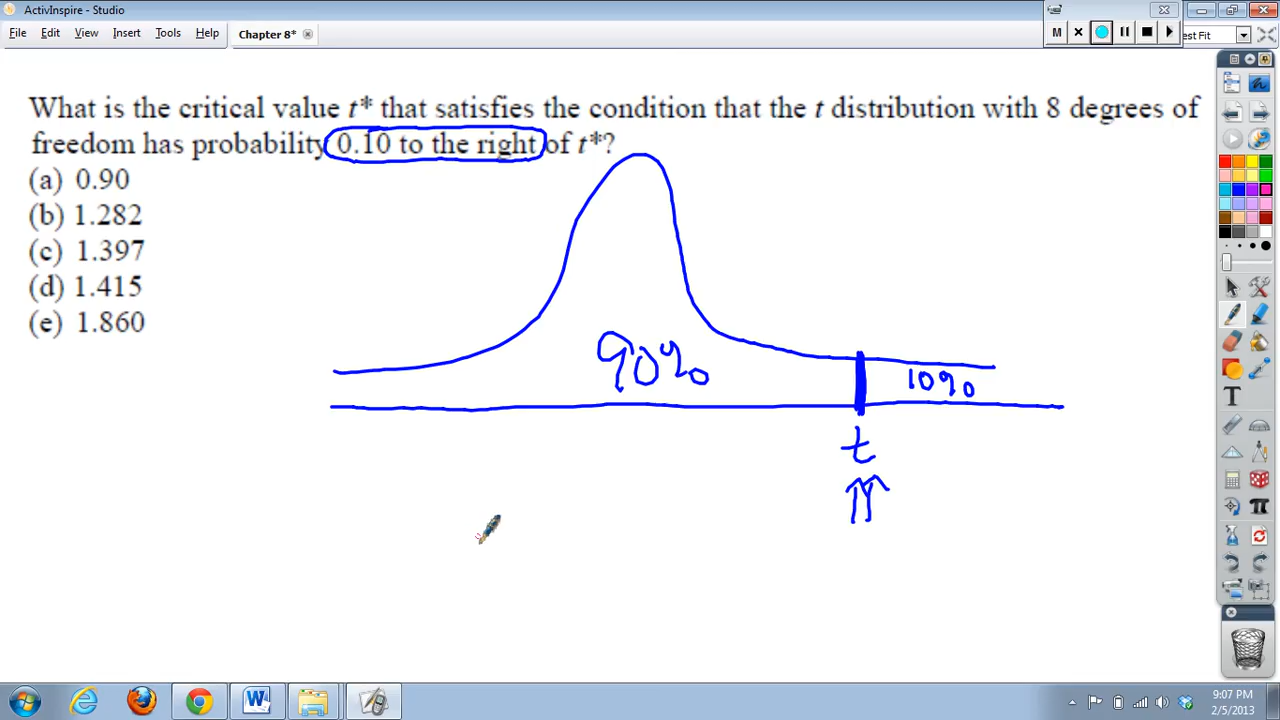 ActivInspire - Studio
File Edit View Insert Tools Help
Chapter 8*
M
est Fit
What is the critical value t* that satisfies the condition that the t distribution with 8 degrees of
freedom has probability 0.10 to the right of t*?
(a) 0.90
(b) 1.282
(c) 1.397
(d) 1.415
(e) 1.860
90%
10%
t
T
π
W
9:07 PM
2/5/2013